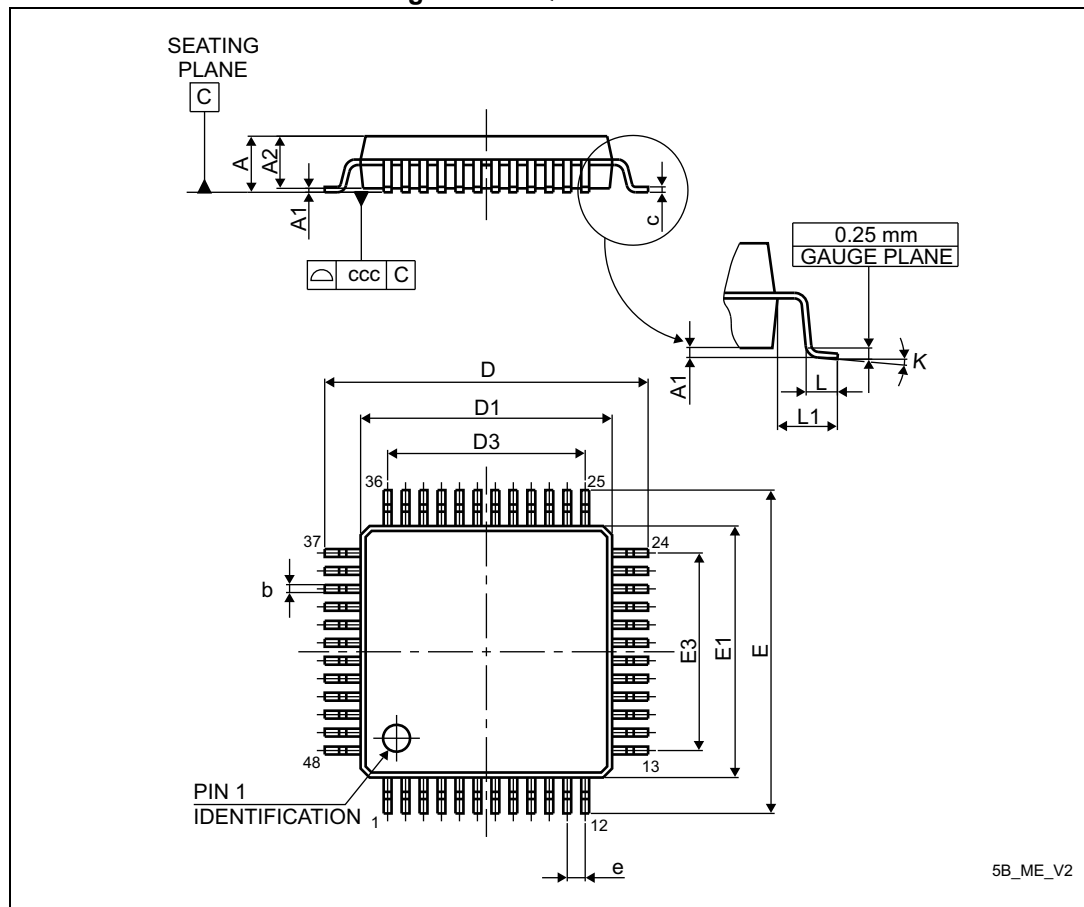 SEATING
PLANE
C
A
A2
A1
c
ccc C
0.25 mm
GAUGE PLANE
A1
K
L
L1
D
D1
D3
36
25
37
24
b
E3
E1
E
48
13
PIN 1
IDENTIFICATION
1
12
e
5B_ME_V2